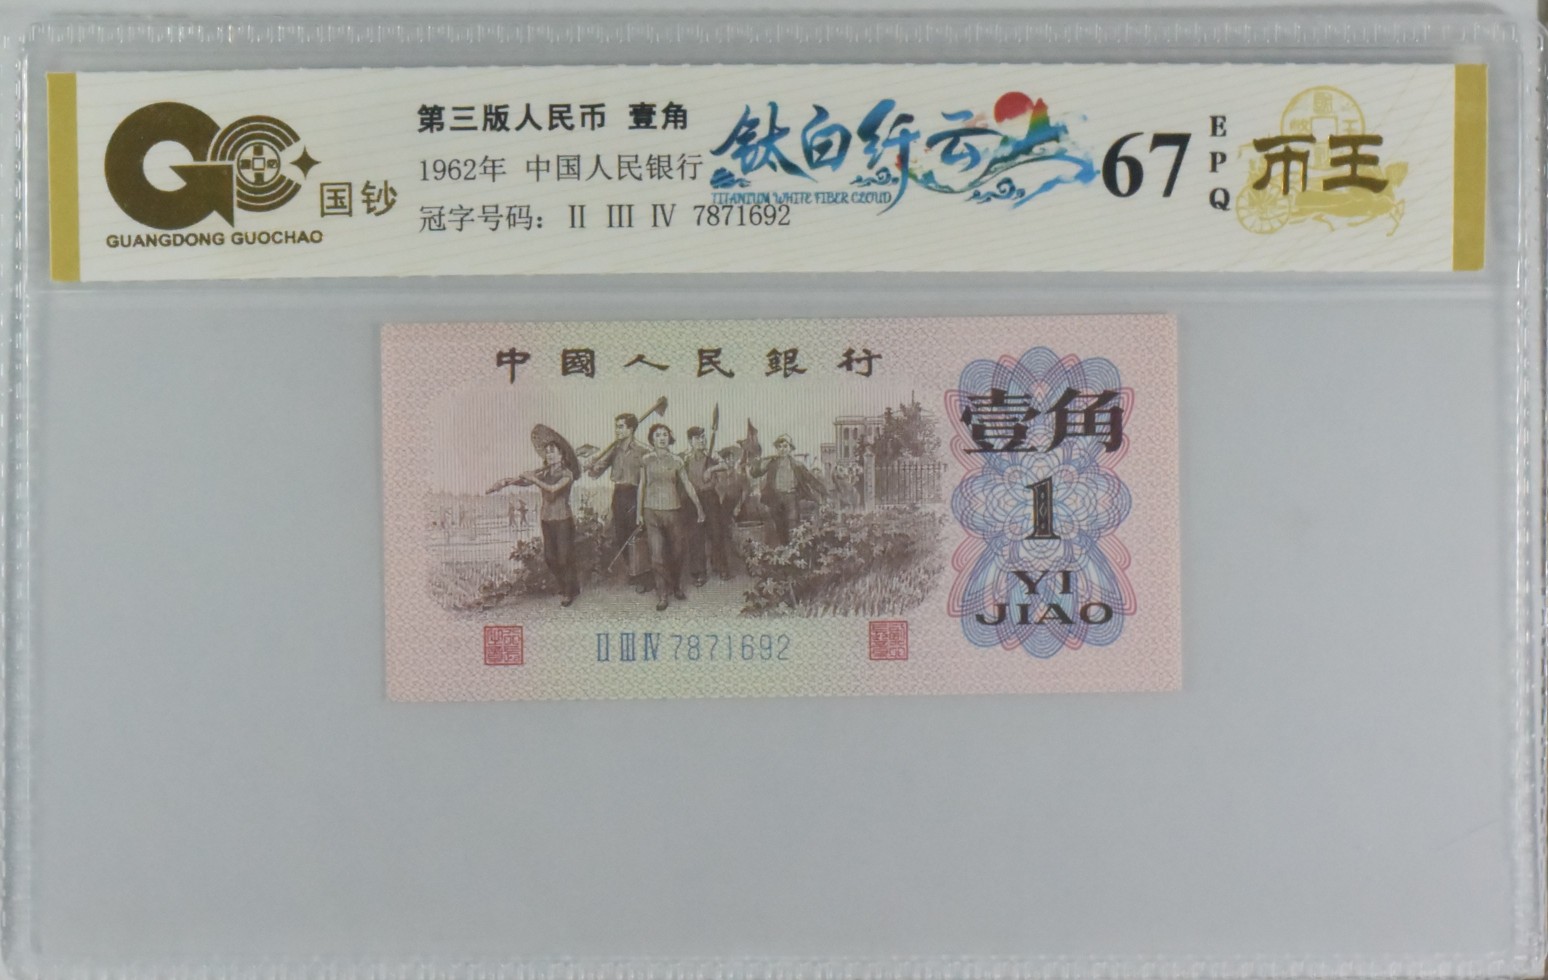 国钞
GUANGDONG GUOCHAO
第三版人民币 壹角
1962年 中国人民银行
冠字号码: Ⅱ Ⅲ Ⅳ 7871692
钛白纤云
TITANIUM WHITE FIBER CLOUD
67
EPQ
币王
中國人民銀行
壹角
1
YI
JIAO
Ⅱ Ⅲ Ⅳ 7871692